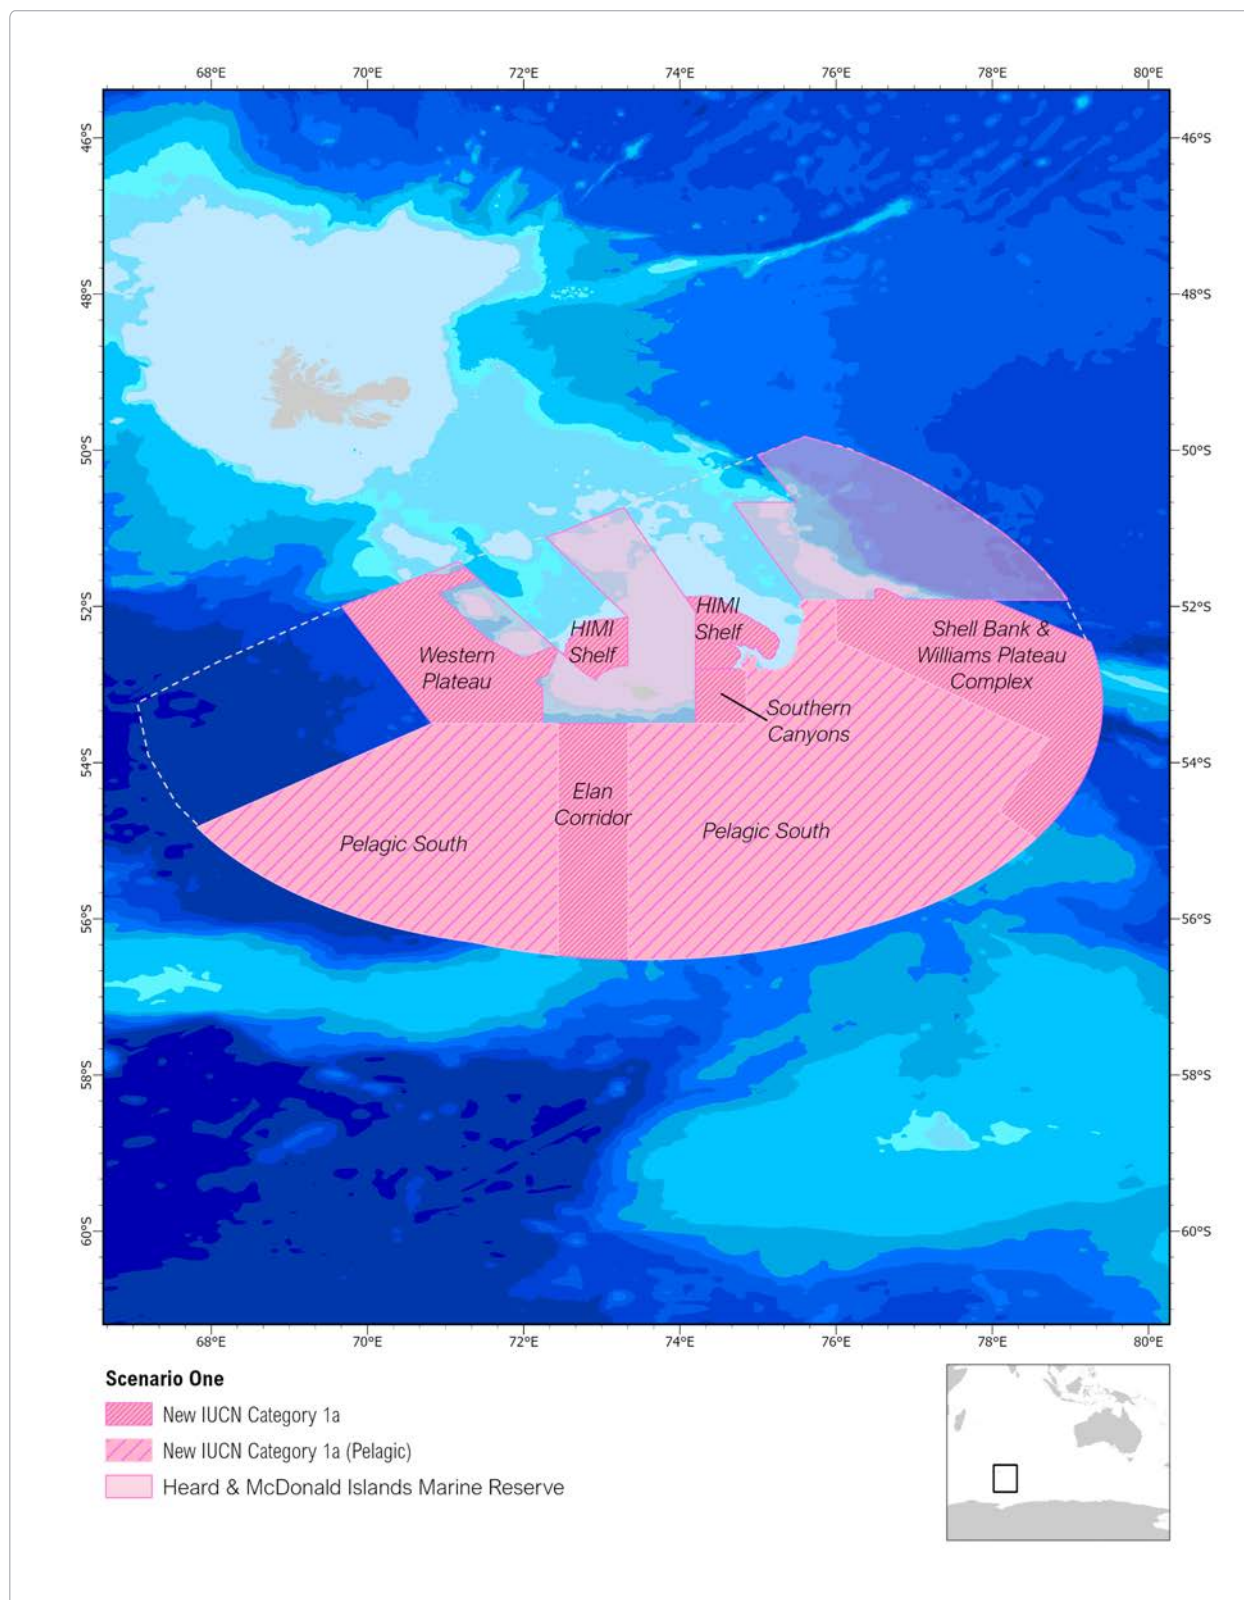 68°E 70°E 72°E 74°E 76°E 78°E 80°E
46°S 46°S
48°S 48°S
50°S 50°S
52°S 52°S
HIMI
Shelf
HIMI
Shelf
Shell Bank &
Williams Plateau
Complex
Western
Plateau
Southern
Canyons
54°S 54°S
Elan
Corridor
Pelagic South
Pelagic South
56°S 56°S
58°S 58°S
60°S 60°S
68°E 70°E 72°E 74°E 76°E 78°E 80°E
Scenario One
New IUCN Category 1a
New IUCN Category 1a (Pelagic)
Heard & McDonald Islands Marine Reserve